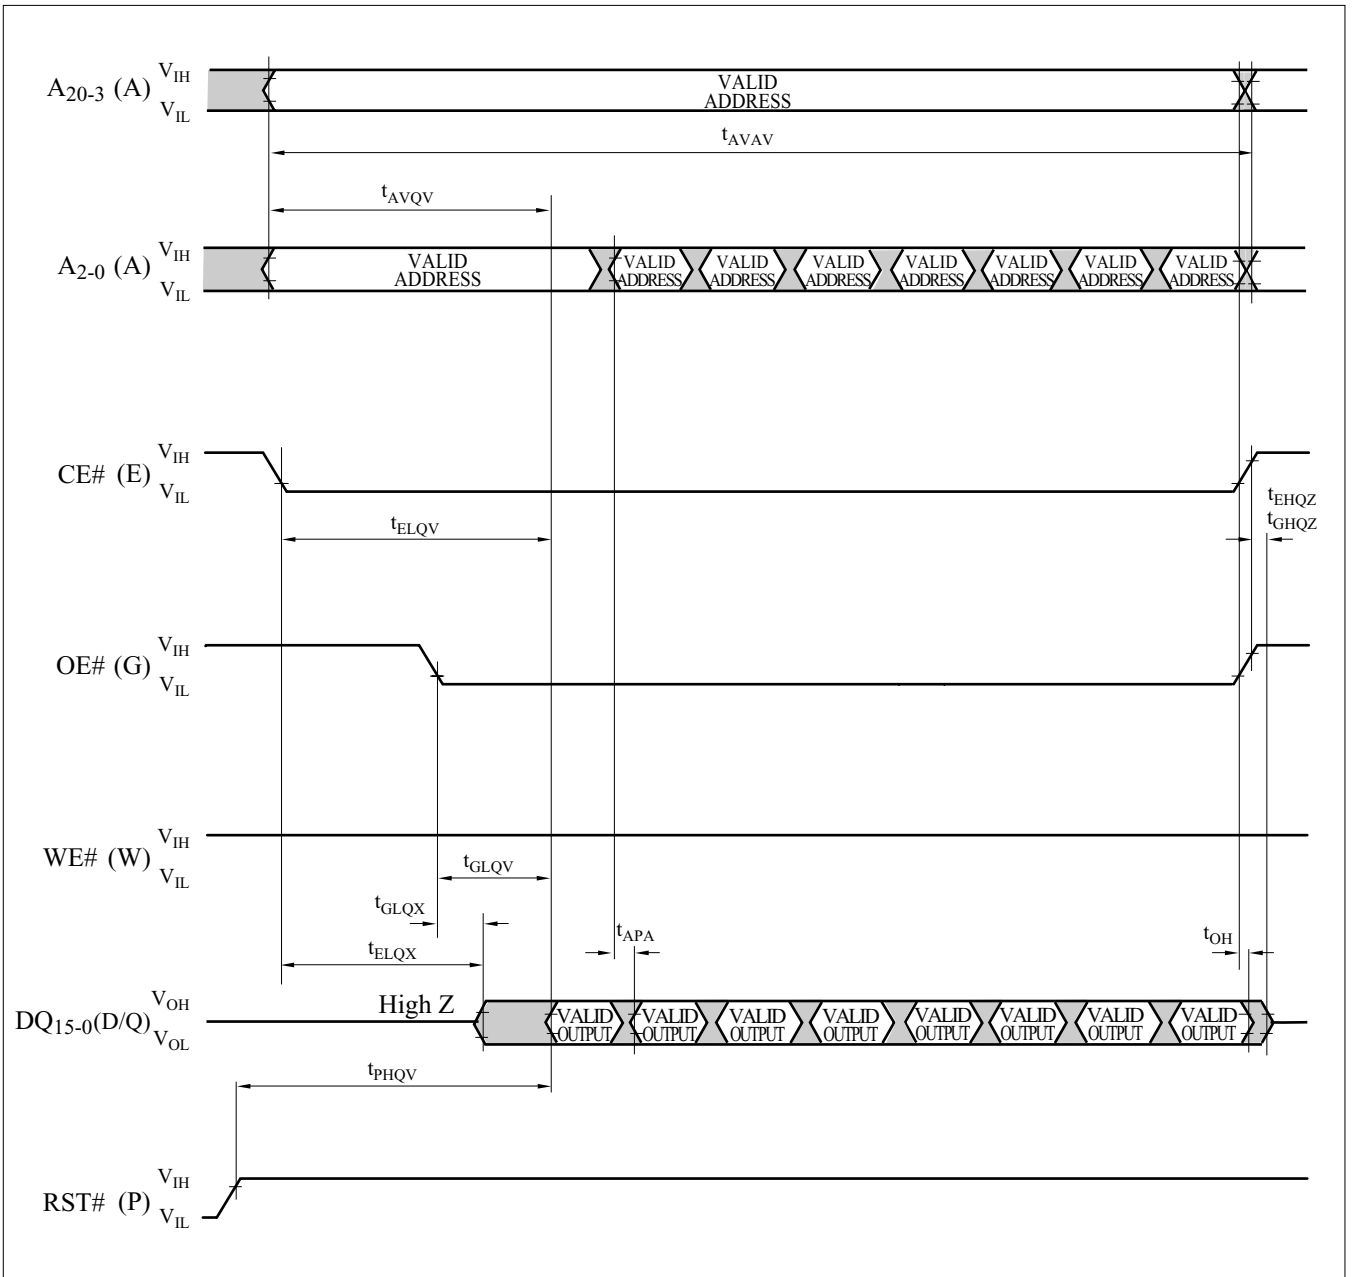 A20-3 (A) VIH VIL VALID ADDRESS
tAVAV
tAVQV
A2-0 (A) VIH VIL VALID ADDRESS VALID ADDRESS VALID ADDRESS VALID ADDRESS VALID ADDRESS VALID ADDRESS VALID ADDRESS VALID ADDRESS
CE# (E) VIH VIL
tEHQZ
tGHQZ
tELQV
OE# (G) VIH VIL
WE# (W) VIH VIL
tGLQV
tGLQX
tAPA
tOH
tELQX
DQ15-0(D/Q) VOH VOL High Z VALID OUTPUT VALID OUTPUT VALID OUTPUT VALID OUTPUT VALID OUTPUT VALID OUTPUT VALID OUTPUT VALID OUTPUT
tPHQV
RST# (P) VIH VIL